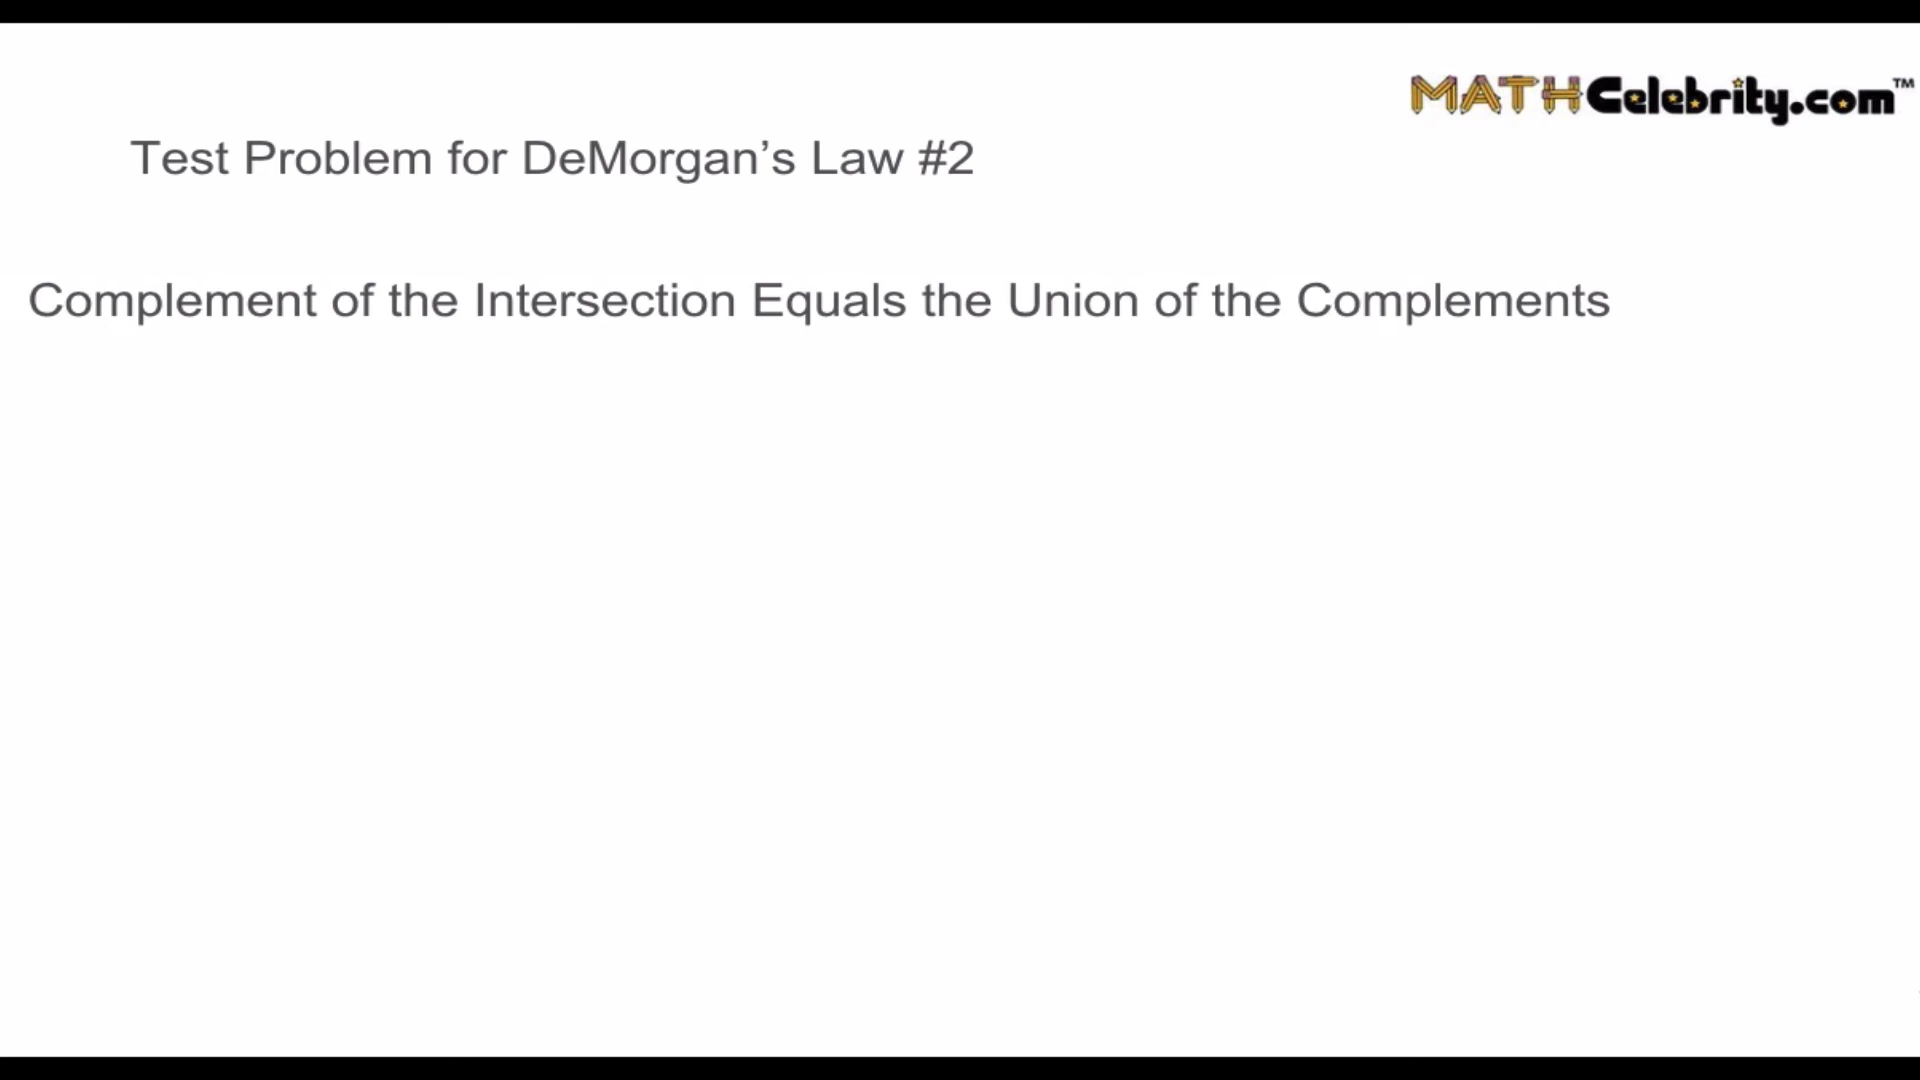 MATHCelebrity.com™
Test Problem for DeMorgan’s Law #2
Complement of the Intersection Equals the Union of the Complements